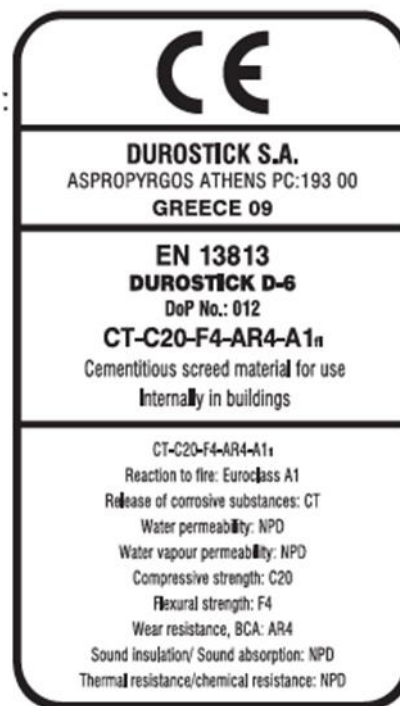 CE
DUROSTICK S.A.
ASPROPYRGOS ATHENS PC:193 00
GREECE 09
EN 13813
DUROSTICK D-6
DoP No.: 012
CT-C20-F4-AR4-A1fl
Cementitious screed material for use
Internally in buildings
CT-C20-F4-AR4-A1fl
Reaction to fire: Euroclass A1
Release of corrosive substances: CT
Water permeability: NPD
Water vapour permeability: NPD
Compressive strength: C20
Flexural strength: F4
Wear resistance, BCA: AR4
Sound insulation/ Sound absorption: NPD
Thermal resistance/chemical resistance: NPD